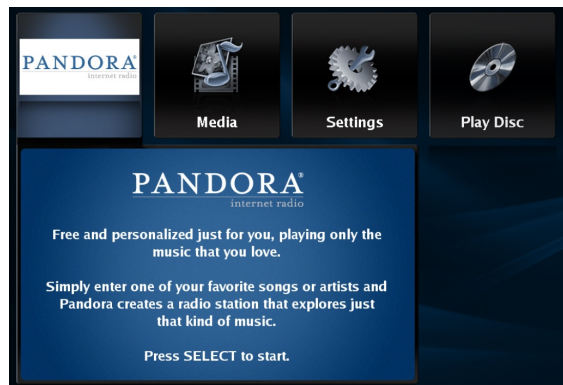 PANDORA®
internet radio
Media
Settings
Play Disc
PANDORA®
internet radio
Free and personalized just for you, playing only the
music that you love.
Simply enter one of your favorite songs or artists and
Pandora creates a radio station that explores just
that kind of music.
Press SELECT to start.